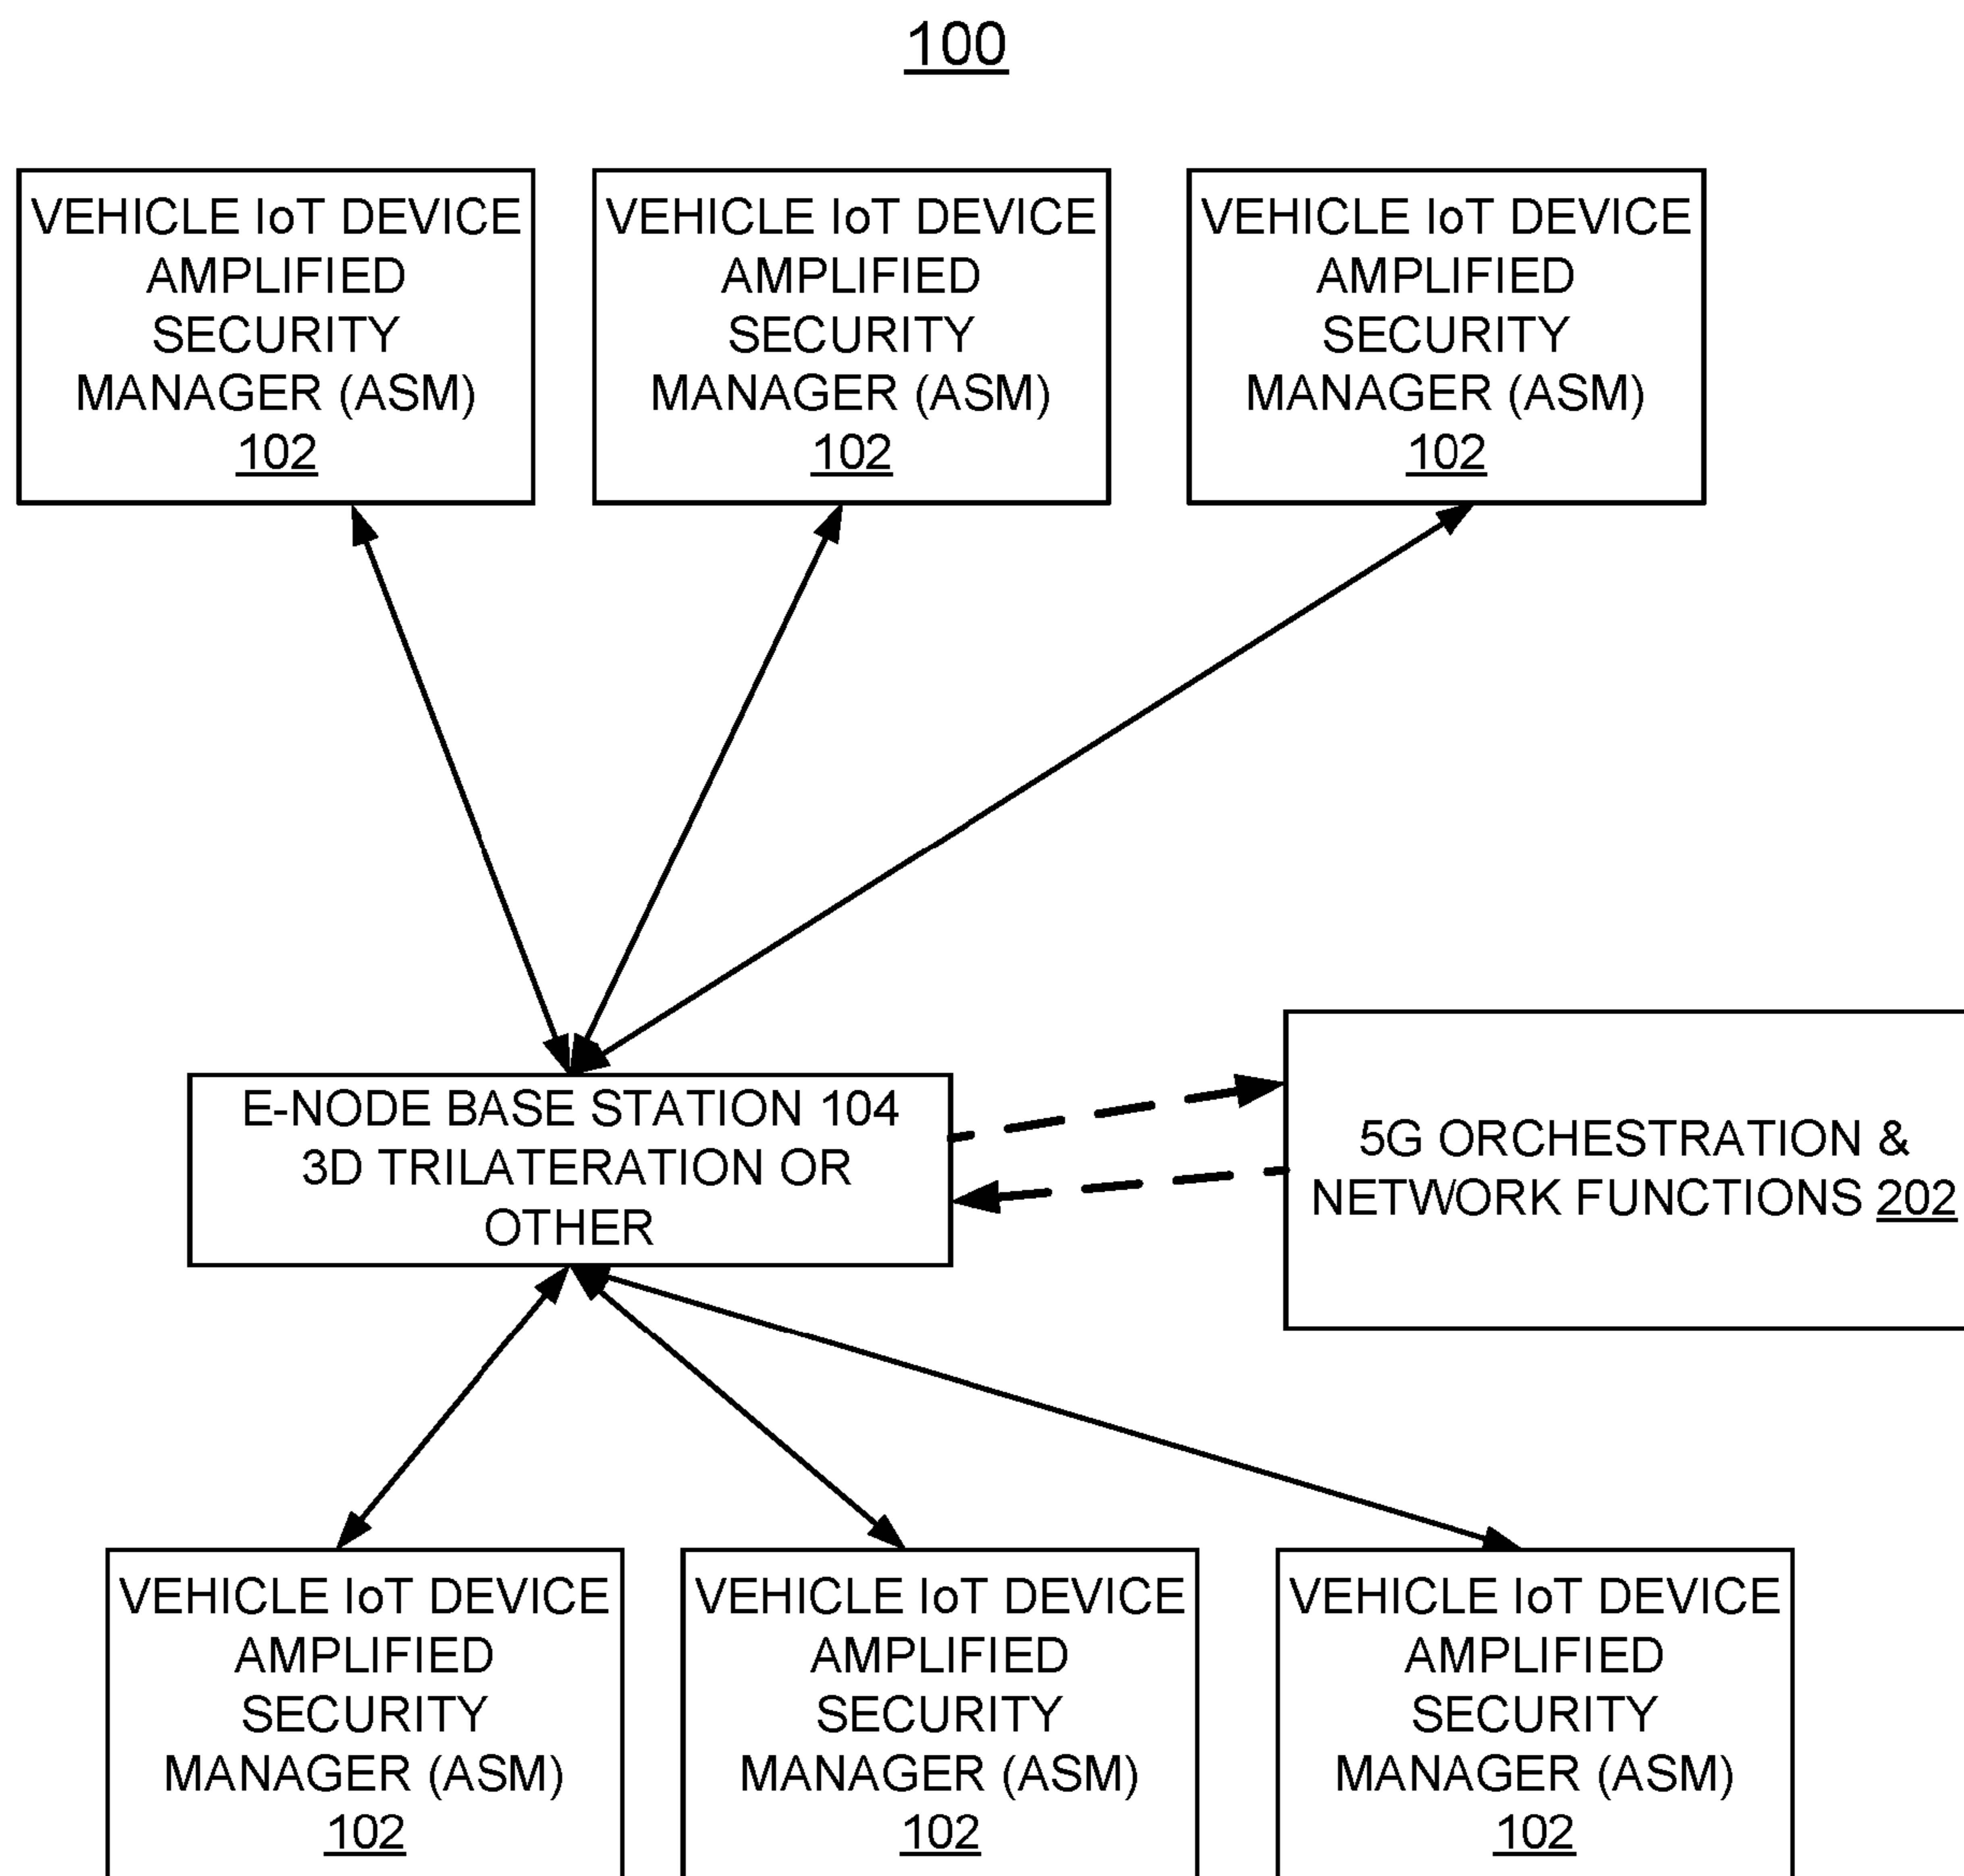 100
VEHICLE IoT DEVICE
AMPLIFIED
SECURITY
MANAGER (ASM)
102
VEHICLE IoT DEVICE
AMPLIFIED
SECURITY
MANAGER (ASM)
102
VEHICLE IoT DEVICE
AMPLIFIED
SECURITY
MANAGER (ASM)
102
E-NODE BASE STATION 104
3D TRILATERATION OR
OTHER
5G ORCHESTRATION &
NETWORK FUNCTIONS 202
VEHICLE IoT DEVICE
AMPLIFIED
SECURITY
MANAGER (ASM)
102
VEHICLE IoT DEVICE
AMPLIFIED
SECURITY
MANAGER (ASM)
102
VEHICLE IoT DEVICE
AMPLIFIED
SECURITY
MANAGER (ASM)
102